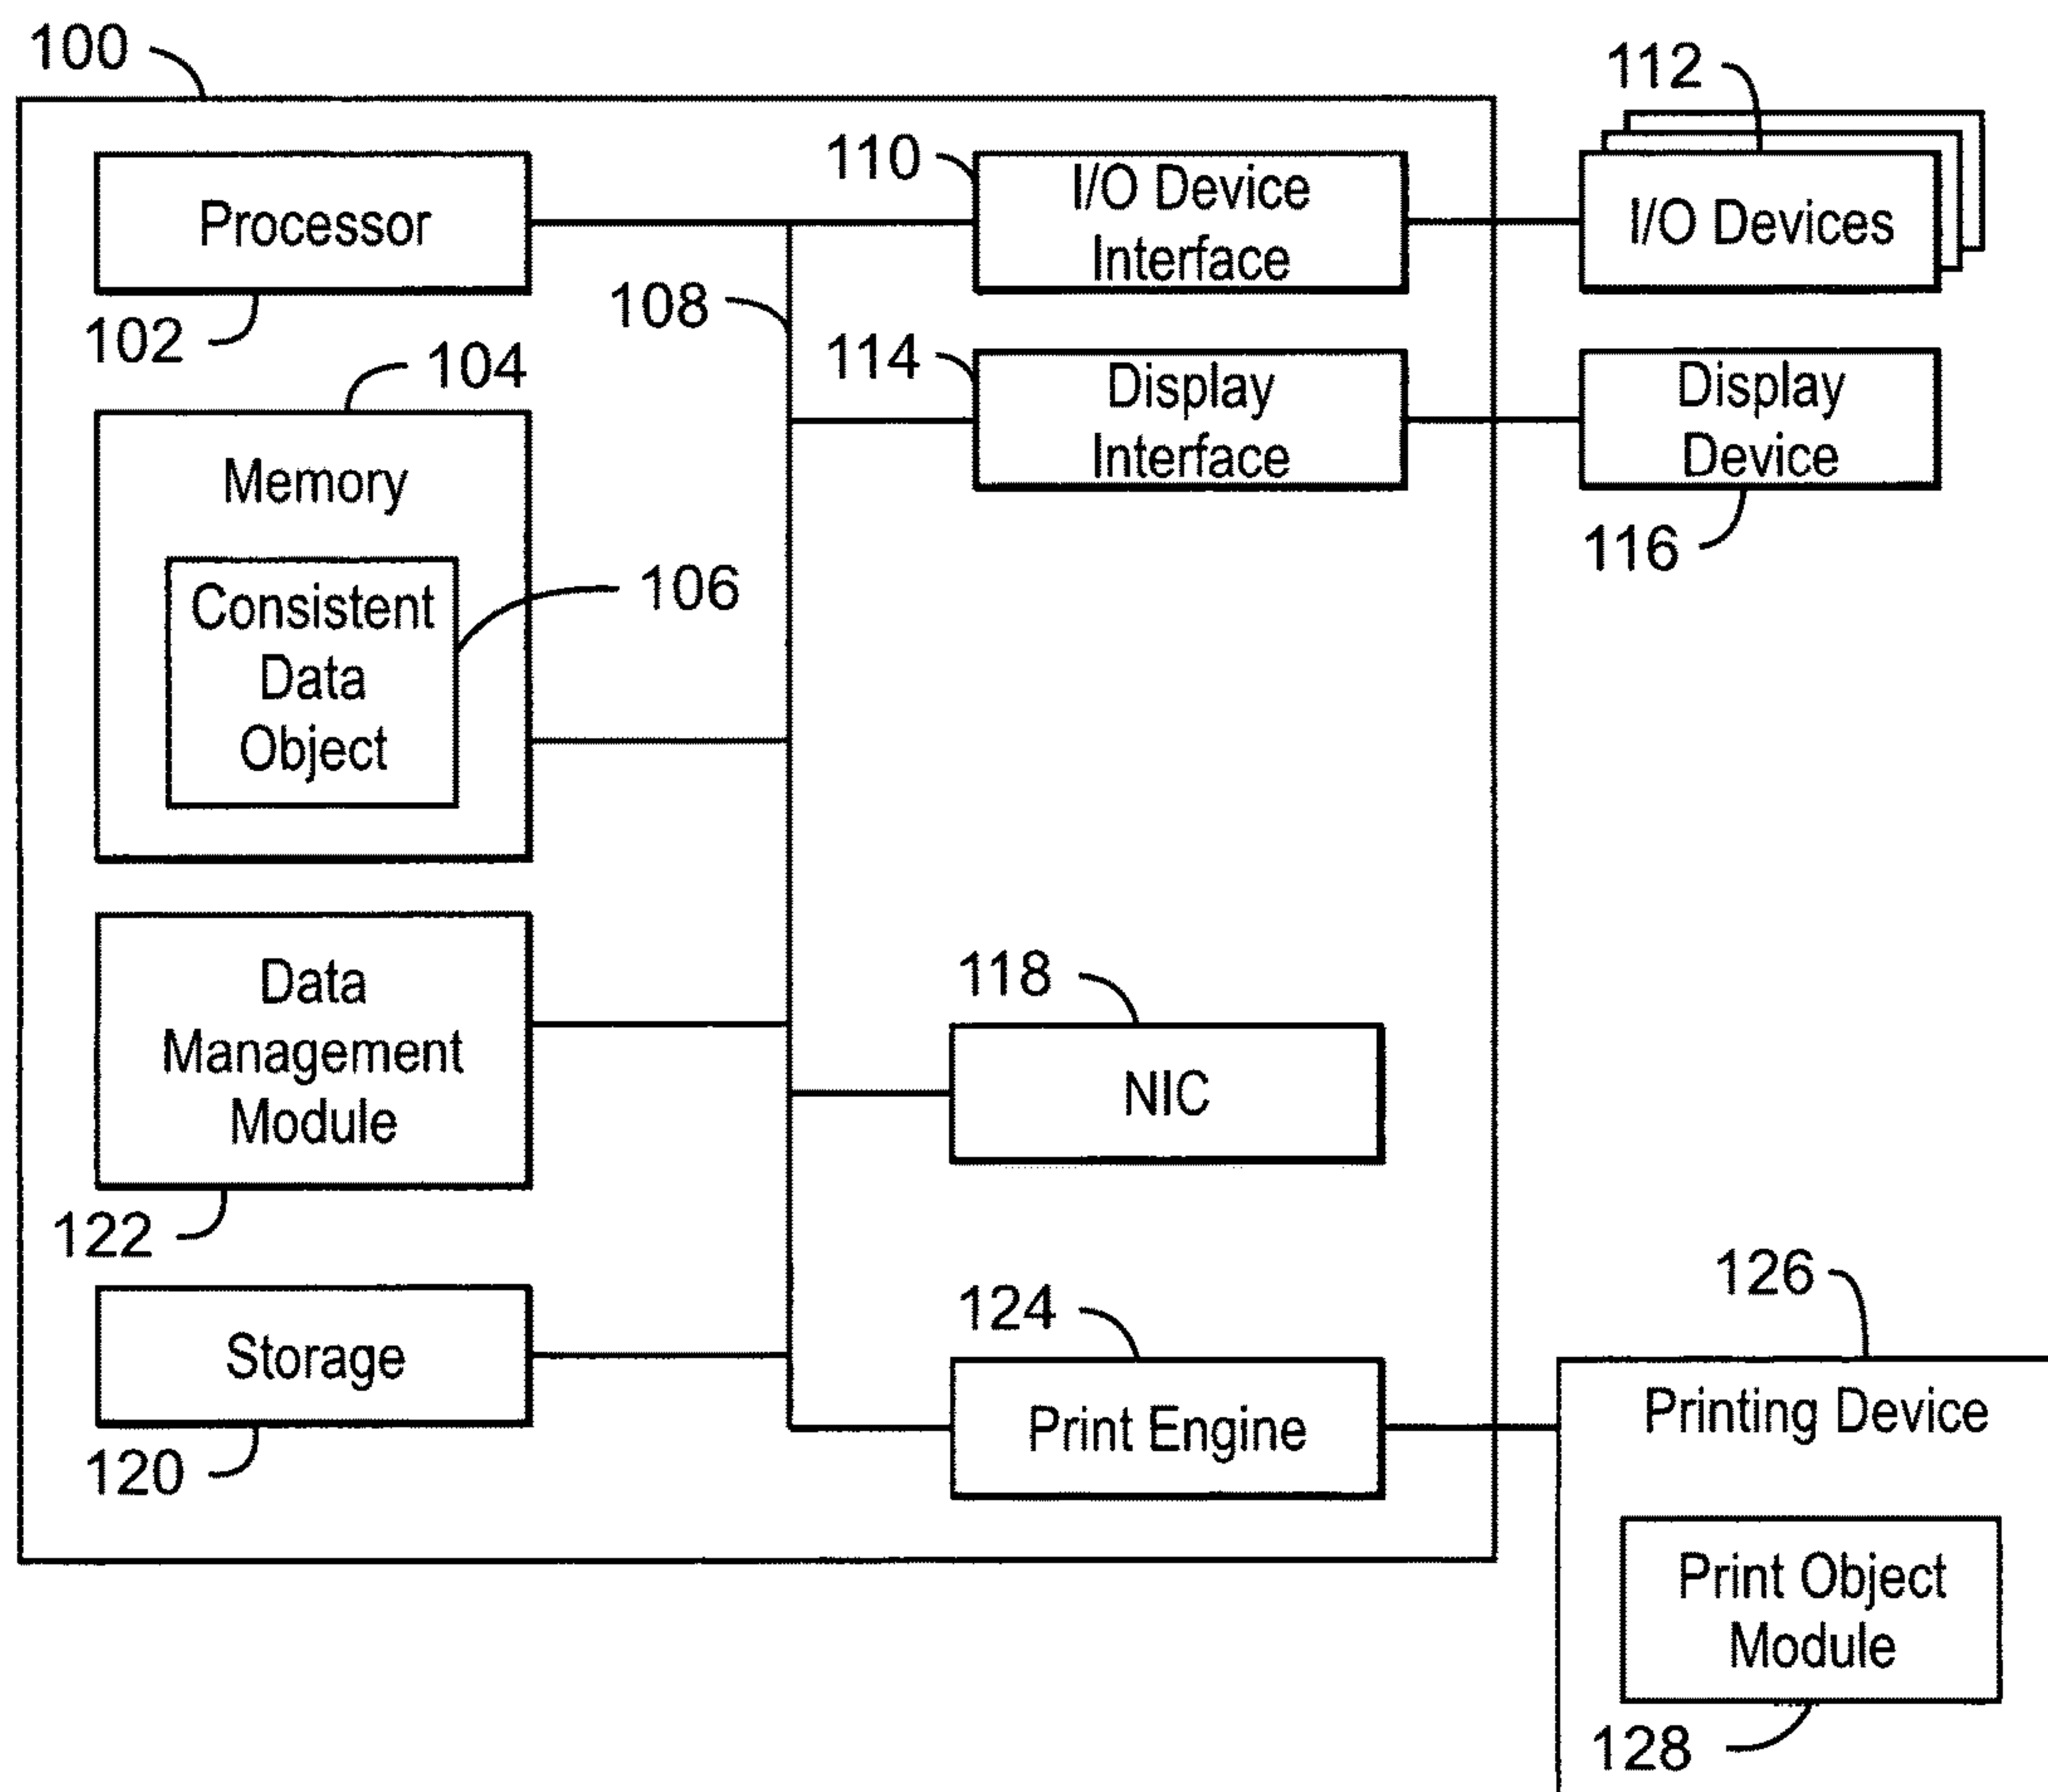 100
112
110
Processor
I/O Device
Interface
I/O Devices
102
108
104
114
Display
Interface
Display
Device
116
Memory
106
Consistent
Data
Object
Data
Management
Module
118
NIC
122
124
126
Storage
Print Engine
Printing Device
120
Print Object
Module
128